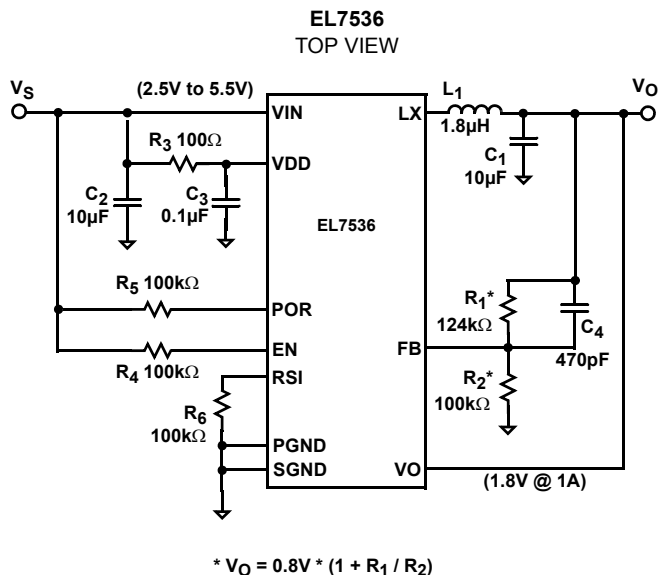 EL7536
TOP VIEW
VS (2.5V to 5.5V) VIN LX L1 VO
1.8µH
R3 100Ω VDD C1
10µF
C2 10µF C3 0.1µF
EL7536
R5 100kΩ POR R1* 124kΩ C4 470pF
EN FB
R4 100kΩ
RSI R2* 100kΩ
R6 100kΩ
PGND
SGND VO (1.8V @ 1A)
* VO = 0.8V * (1 + R1 / R2)